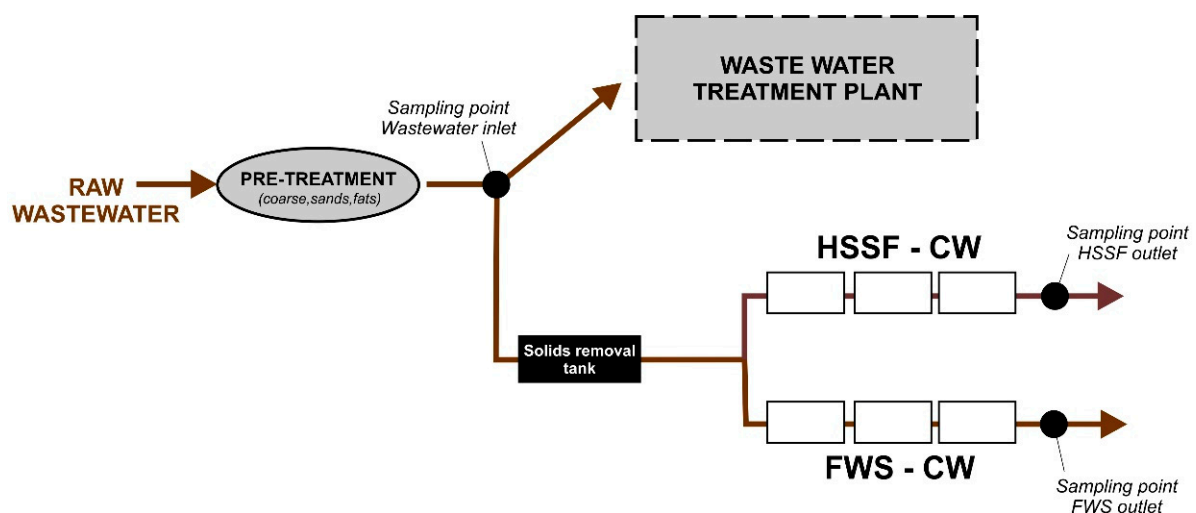 WASTE WATER
TREATMENT PLANT
Sampling point
Wastewater inlet
PRE-TREATMENT
(coarse,sands,fats)
RAW
WASTEWATER
HSSF - CW
Sampling point
HSSF outlet
Solids removal
tank
FWS - CW
Sampling point
FWS outlet